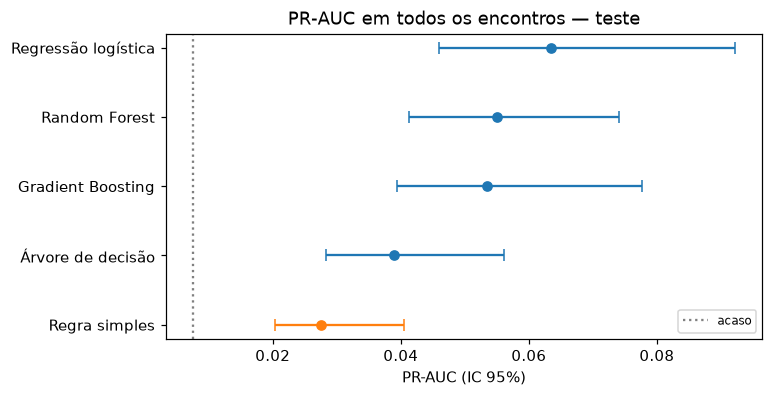 PR-AUC em todos os encontros — teste
Regressão logística
Random Forest
Gradient Boosting
Árvore de decisão
Regra simples
acaso
0.02 0.04 0.06 0.08
PR-AUC (IC 95%)